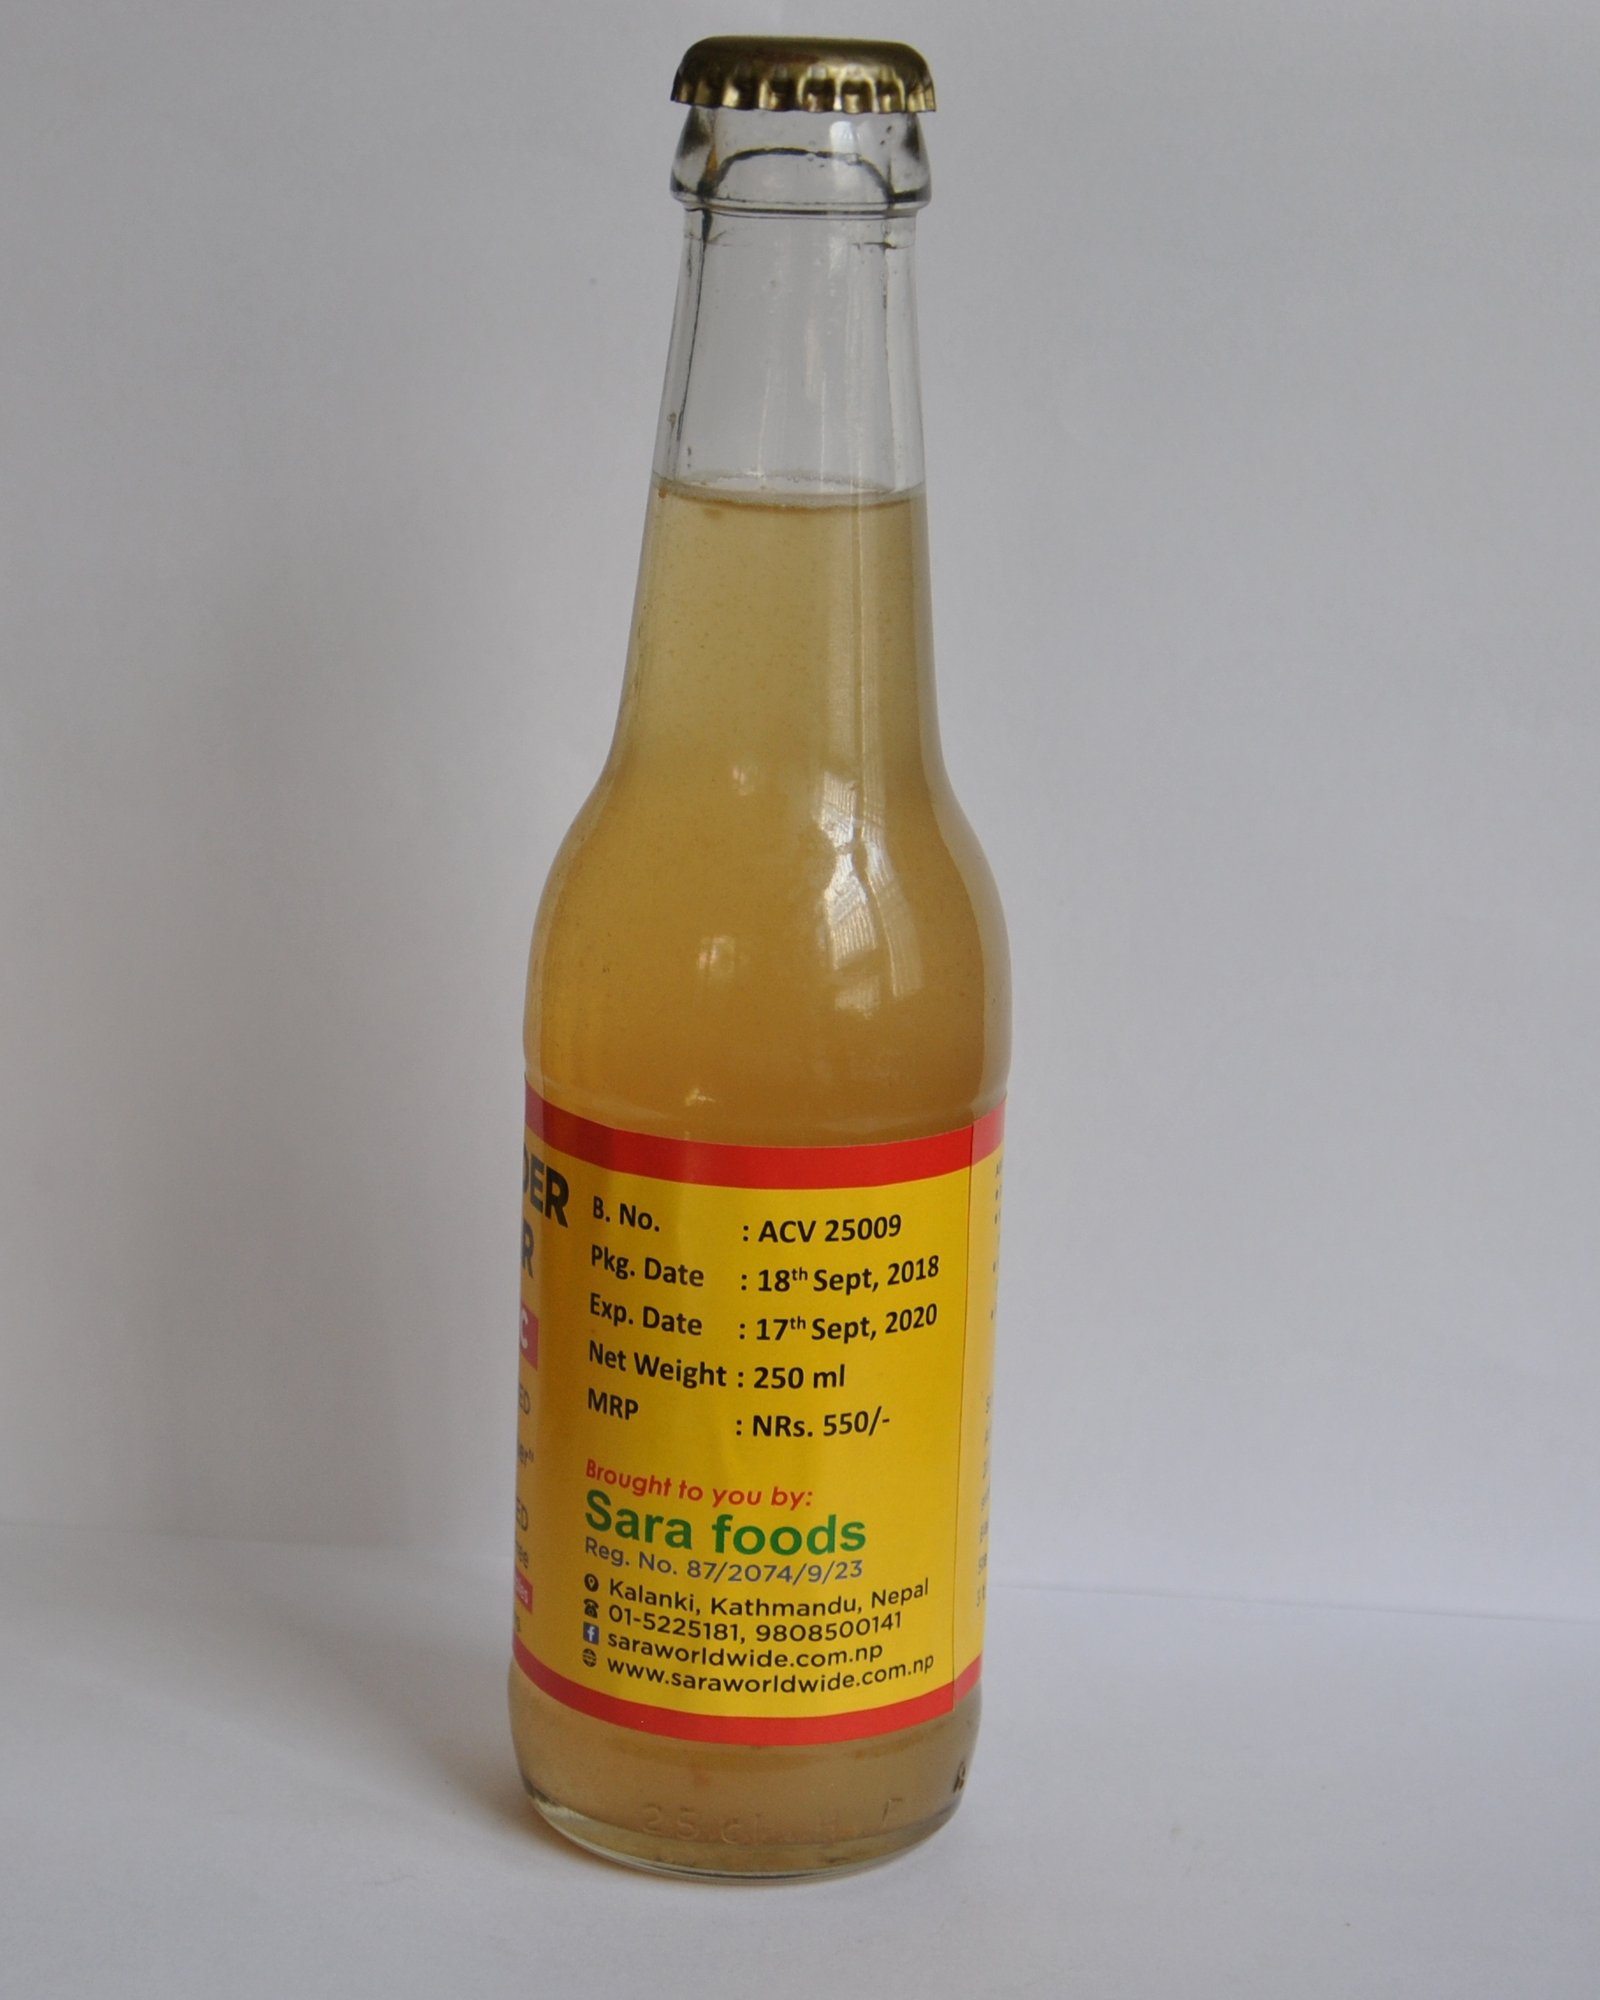 B. No. : ACV 25009
Pkg. Date : 18th Sept, 2018
Exp. Date : 17th Sept, 2020
Net Weight : 250 ml
MRP : NRs. 550/-
Brought to you by:
Sara foods
Reg. No. 87/2074/9/23
Kalanki, Kathmandu, Nepal
01-5225181, 9808500141
saraworldwide.com.np
www.saraworldwide.com.np
25 cl